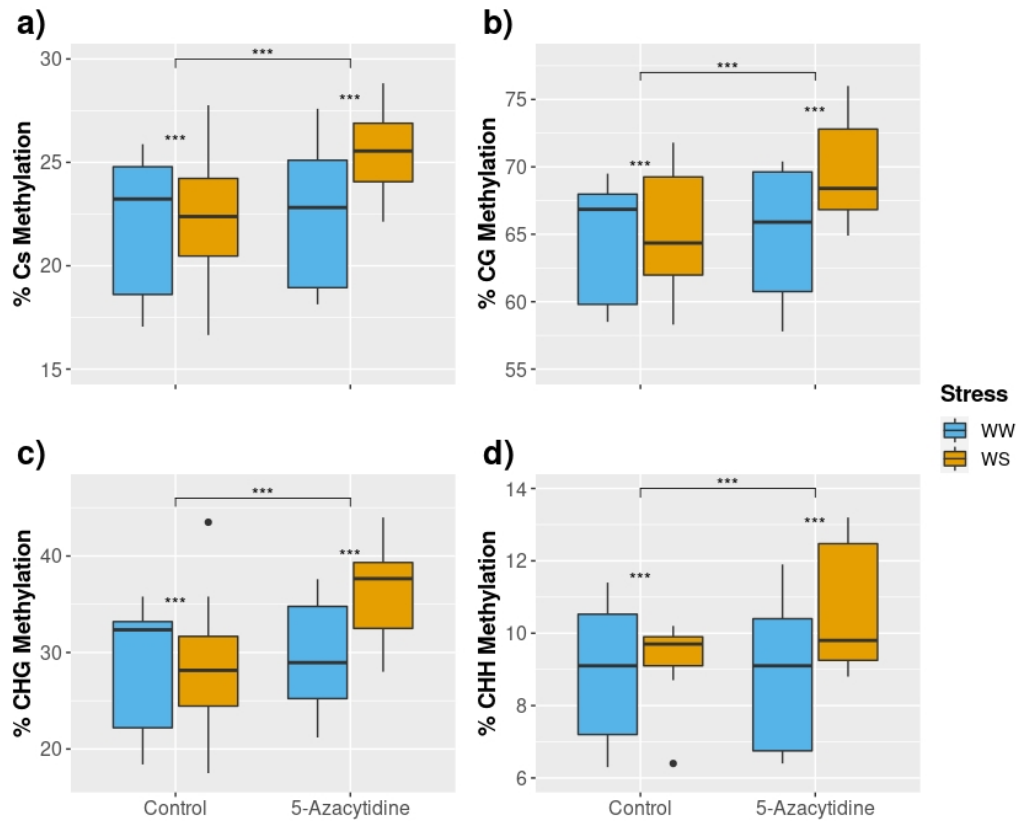 a)
% Cs Methylation
30
25
20
15
***
***
***
b)
% CG Methylation
75
70
65
60
55
***
***
***
c)
% CHG Methylation
40
30
20
***
***
***
Control
5-Azacytidine
d)
% CHH Methylation
14
12
10
8
6
***
***
***
Control
5-Azacytidine
Stress
WW
WS